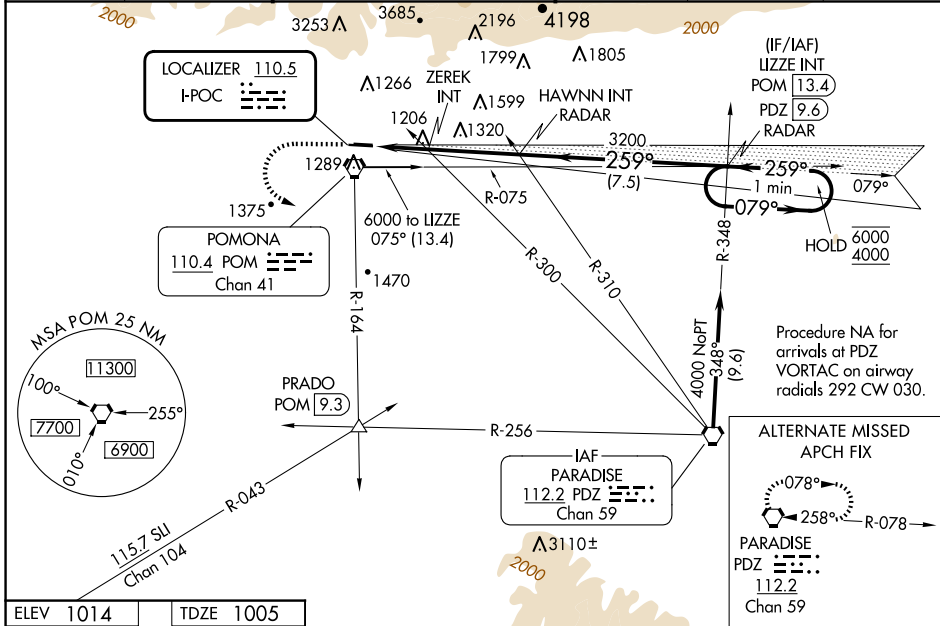 2000
3253
3685
2196
4198
2000
1799
1805
(IF/IAF)
LIZZE INT
POM 13.4
PDZ 9.6
RADAR
LOCALIZER 110.5
I-POC
1266
ZEREK
INT
1599
HAWNN INT
RADAR
1206
1320
3200
1289
259°
(7.5)
259°
1 min
079°
079°
R-075
6000 to LIZZE
075° (13.4)
1375
HOLD 6000
4000
R-348
POMONA
110.4 POM
Chan 41
1470
R-164
R-300
R-310
4000 NoPT
348°
(9.6)
Procedure NA for
arrivals at PDZ
VORTAC on airway
radials 292 CW 030.
MSA POM 25 NM
11300
100°
255°
7700
6900
010°
PRADO
POM 9.3
R-256
IAF
PARADISE
112.2 PDZ
Chan 59
R-043
115.7 SLI
Chan 104
3110±
2000
ALTERNATE MISSED
APCH FIX
078°
258°
R-078
PARADISE
PDZ
112.2
Chan 59
ELEV 1014
TDZE 1005